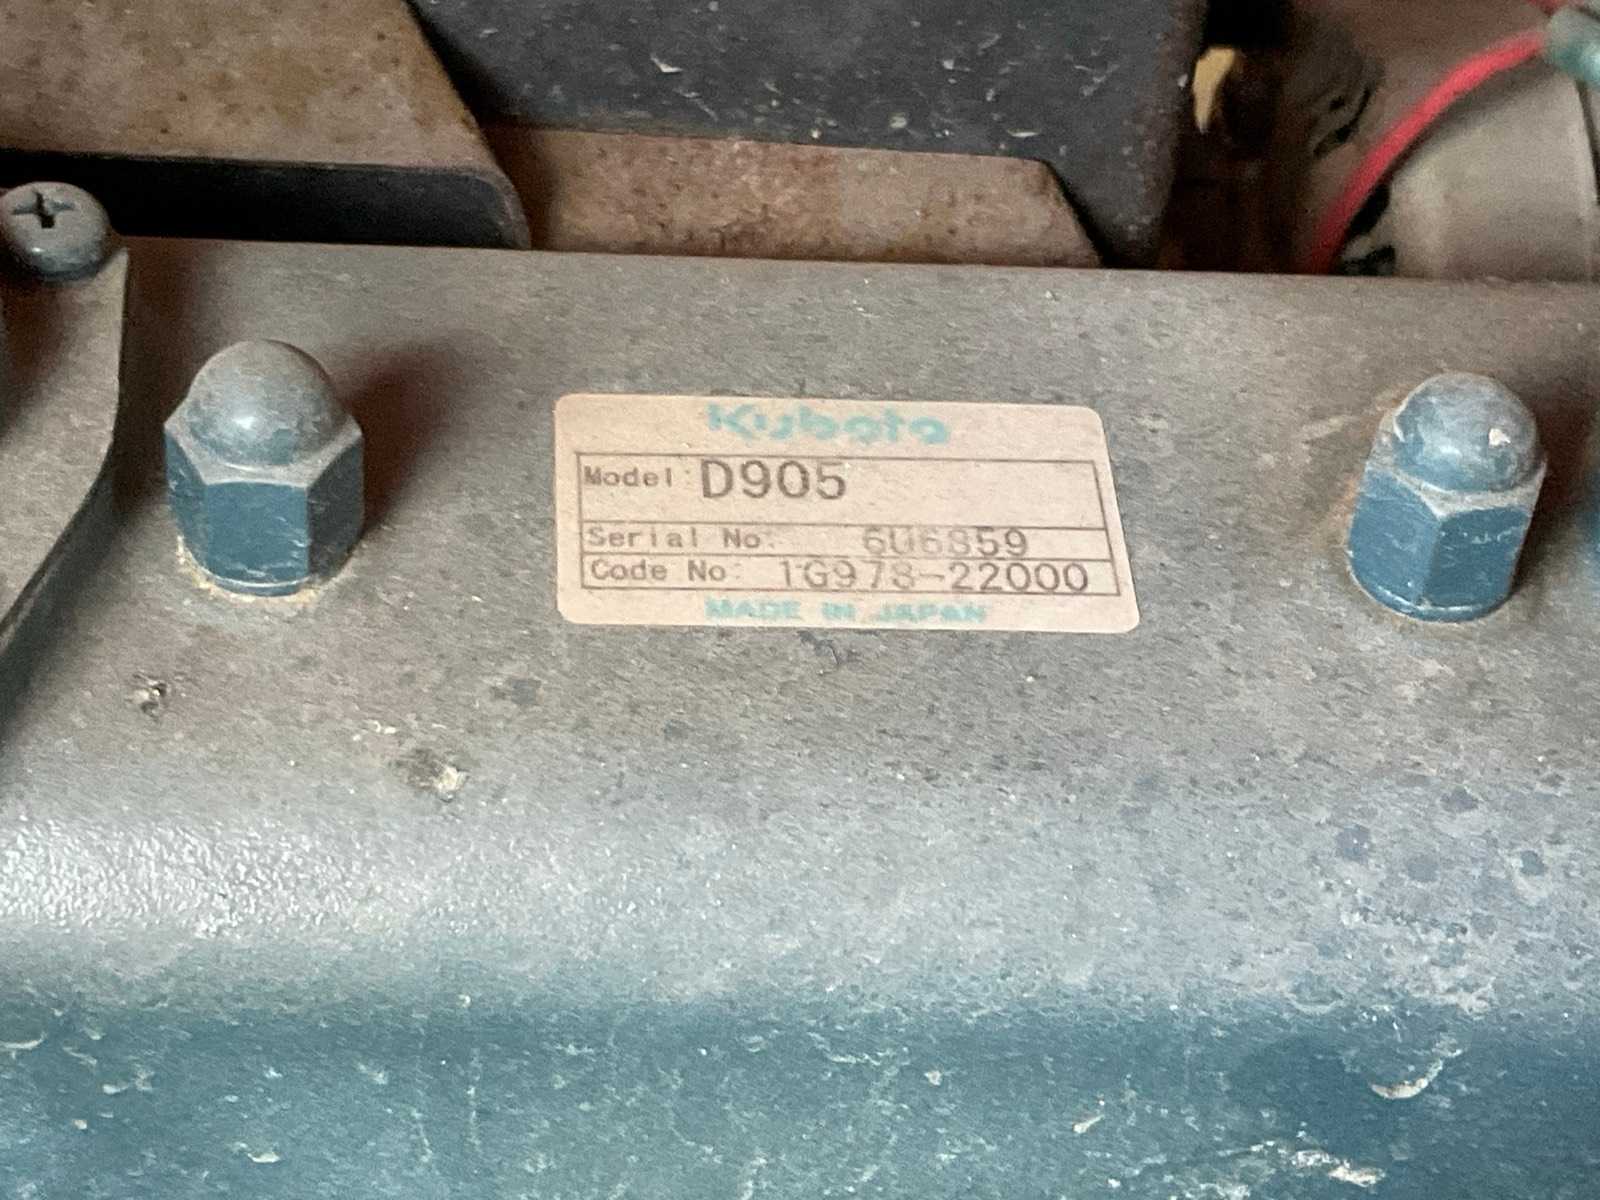 Kubota
Model: D905
Serial No: 6U6859
Code No: 1G978-22000
MADE IN JAPAN